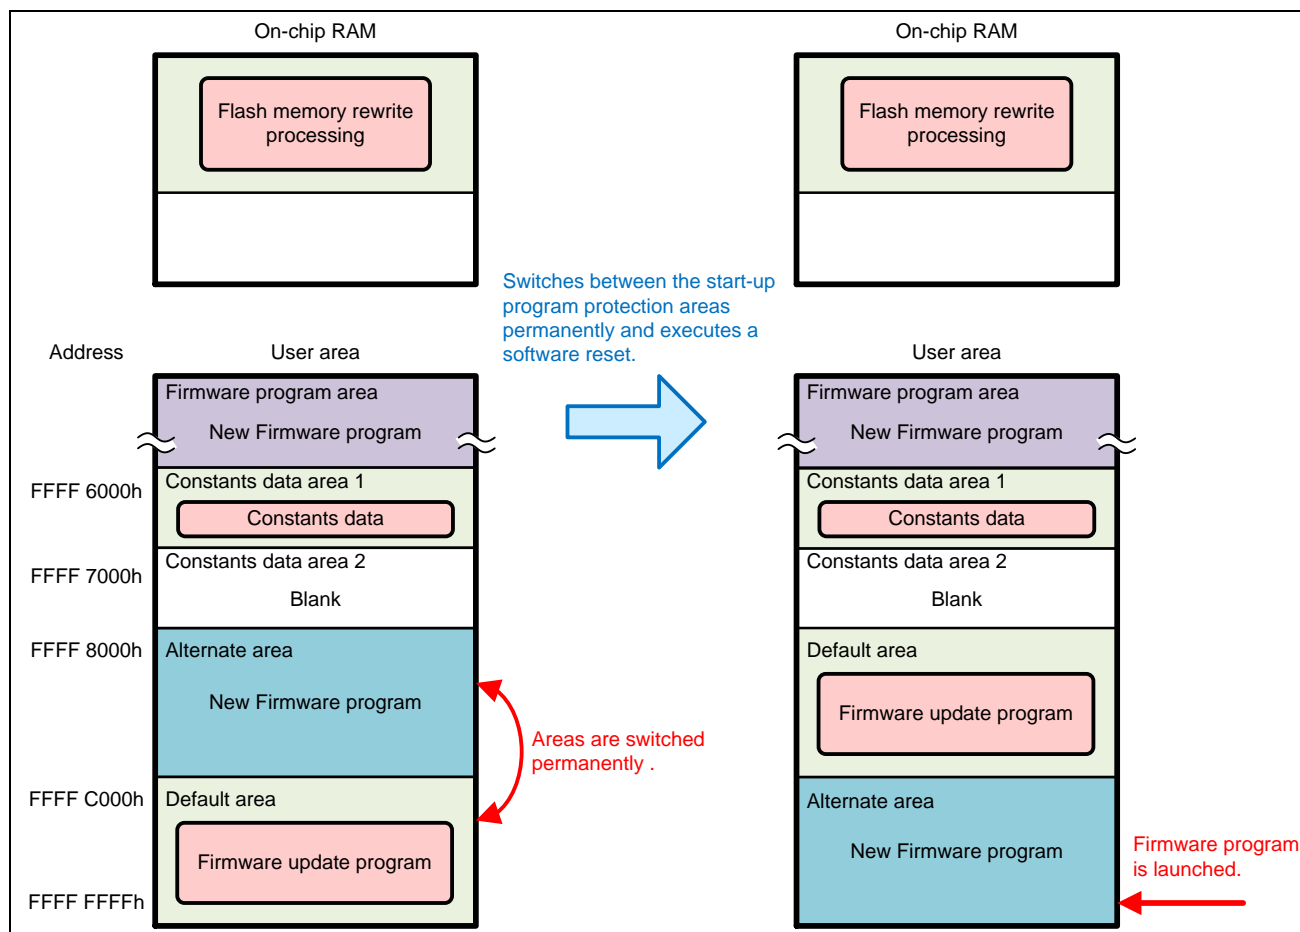 On-chip RAM
Flash memory rewrite
processing
On-chip RAM
Flash memory rewrite
processing
Switches between the start-up
program protection areas
permanently and executes a
software reset.
Address
User area
Firmware program area
New Firmware program
FFFF 6000h
Constants data area 1
Constants data
FFFF 7000h
Constants data area 2
Blank
FFFF 8000h
Alternate area
New Firmware program
Areas are switched
permanently .
FFFF C000h
Default area
Firmware update program
FFFF FFFFh
User area
Firmware program area
New Firmware program
Constants data area 1
Constants data
Constants data area 2
Blank
Default area
Firmware update program
Alternate area
New Firmware program
Firmware program
is launched.